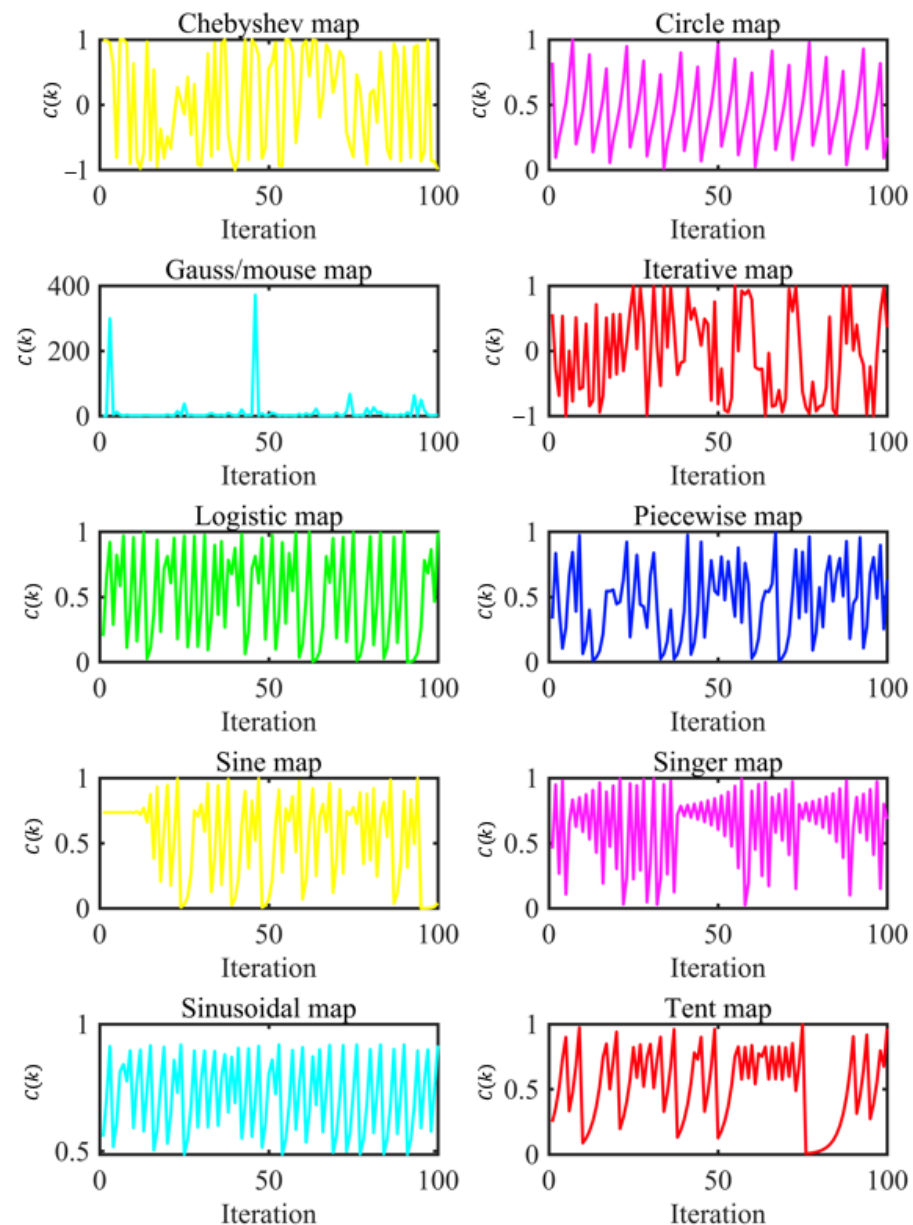 Chebyshev map
1
0
−1
C(k)
0
50
100
Iteration
Circle map
1
0.5
0
C(k)
0
50
100
Iteration
Gauss/mouse map
400
200
0
C(k)
0
50
100
Iteration
Iterative map
1
0
−1
C(k)
0
50
100
Iteration
Logistic map
1
0.5
0
C(k)
0
50
100
Iteration
Piecewise map
1
0.5
0
C(k)
0
50
100
Iteration
Sine map
1
0.5
0
C(k)
0
50
100
Iteration
Singer map
1
0.5
0
C(k)
0
50
100
Iteration
Sinusoidal map
1
0.5
C(k)
0
50
100
Iteration
Tent map
1
0.5
0
C(k)
0
50
100
Iteration